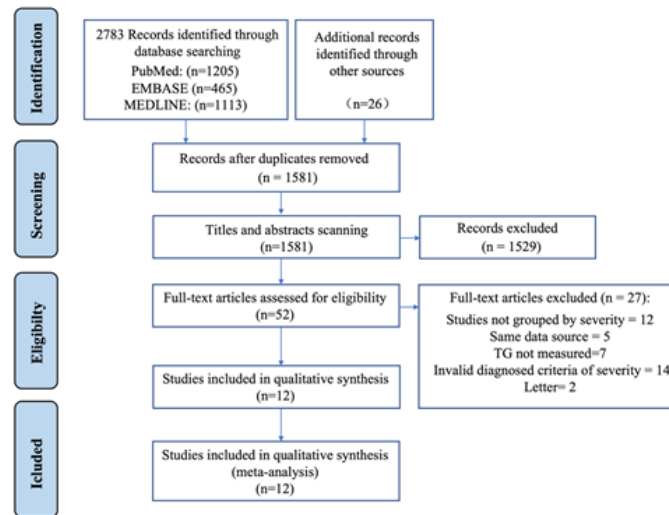 Identification
2783 Records identified through
database searching
PubMed: (n=1205)
EMBASE (n=465)
MEDLINE: (n=1113)
Additional records
identified through
other sources
（n=26）
Screening
Records after duplicates removed
(n = 1581)
Titles and abstracts scanning
(n=1581)
Records excluded
(n = 1529)
Eligibilty
Full-text articles assessed for eligibility
(n=52)
Full-text articles excluded (n = 27):
Studies not grouped by severity = 12
Same data source = 5
TG not measured=7
Invalid diagnosed criteria of severity = 14
Letter= 2
Studies included in qualitative synthesis
(n=12)
Icluded
Studies included in qualitative synthesis
(meta-analysis)
(n=12)